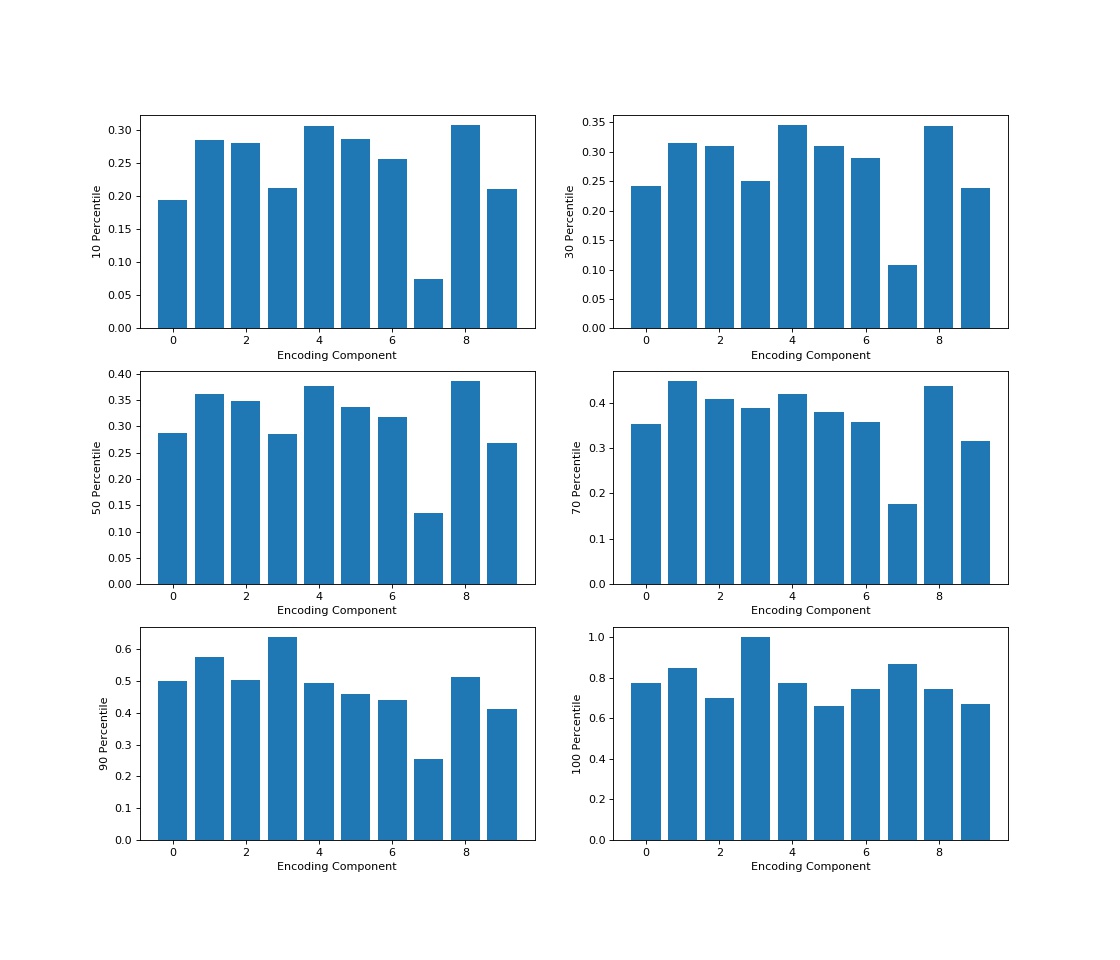 10 Percentile
0.30
0.25
0.20
0.15
0.10
0.05
0.00
0 2 4 6 8
Encoding Component
30 Percentile
0.35
0.30
0.25
0.20
0.15
0.10
0.05
0.00
0 2 4 6 8
Encoding Component
50 Percentile
0.40
0.35
0.30
0.25
0.20
0.15
0.10
0.05
0.00
0 2 4 6 8
Encoding Component
70 Percentile
0.4
0.3
0.2
0.1
0.0
0 2 4 6 8
Encoding Component
90 Percentile
0.6
0.5
0.4
0.3
0.2
0.1
0.0
0 2 4 6 8
Encoding Component
100 Percentile
1.0
0.8
0.6
0.4
0.2
0.0
0 2 4 6 8
Encoding Component